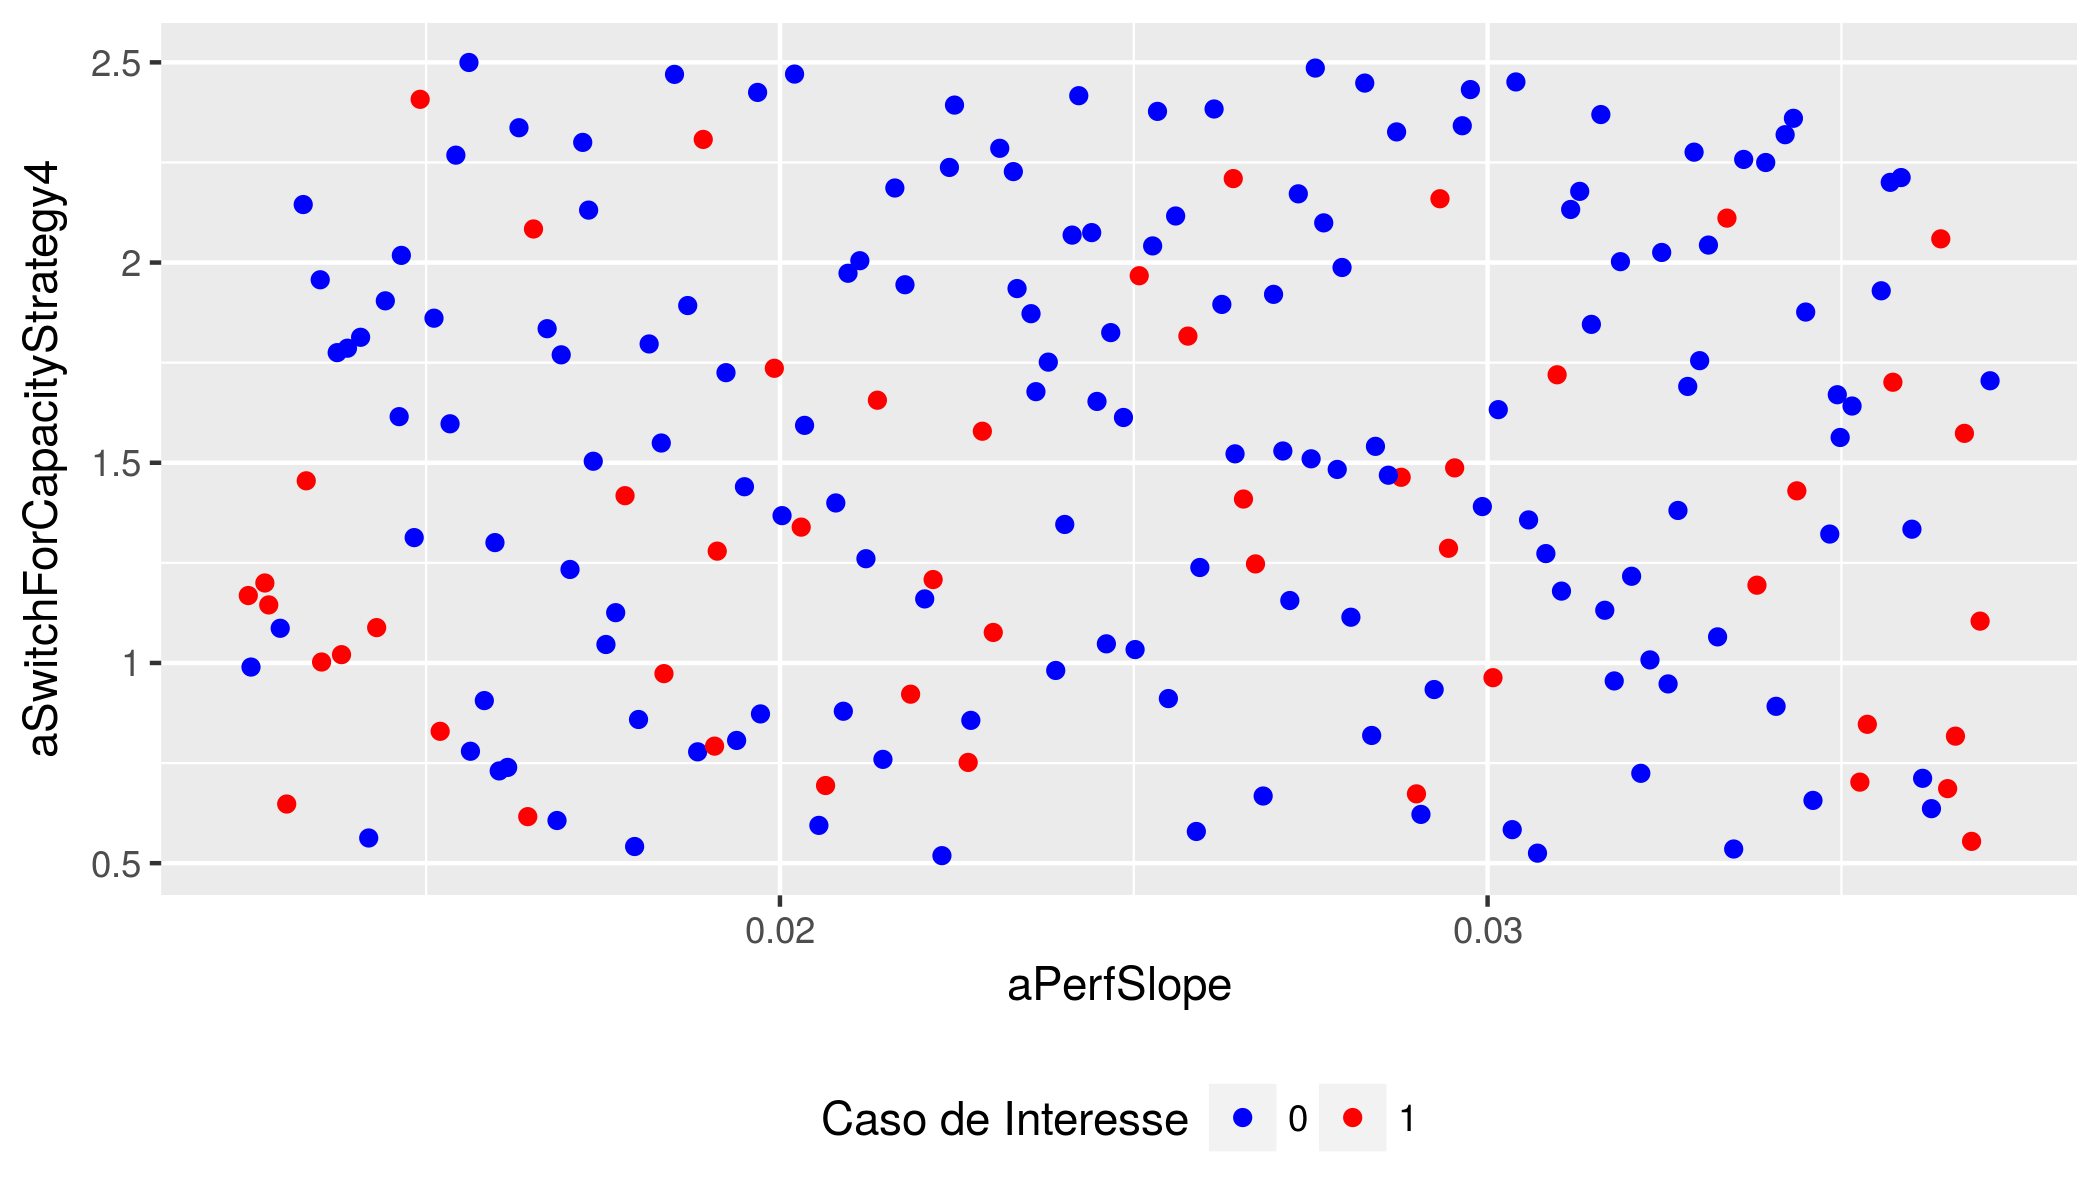 aSwitchForCapacityStrategy4
2.5
2
1.5
1
0.5
0.02 0.03
aPerfSlope
Caso de Interesse 0 1